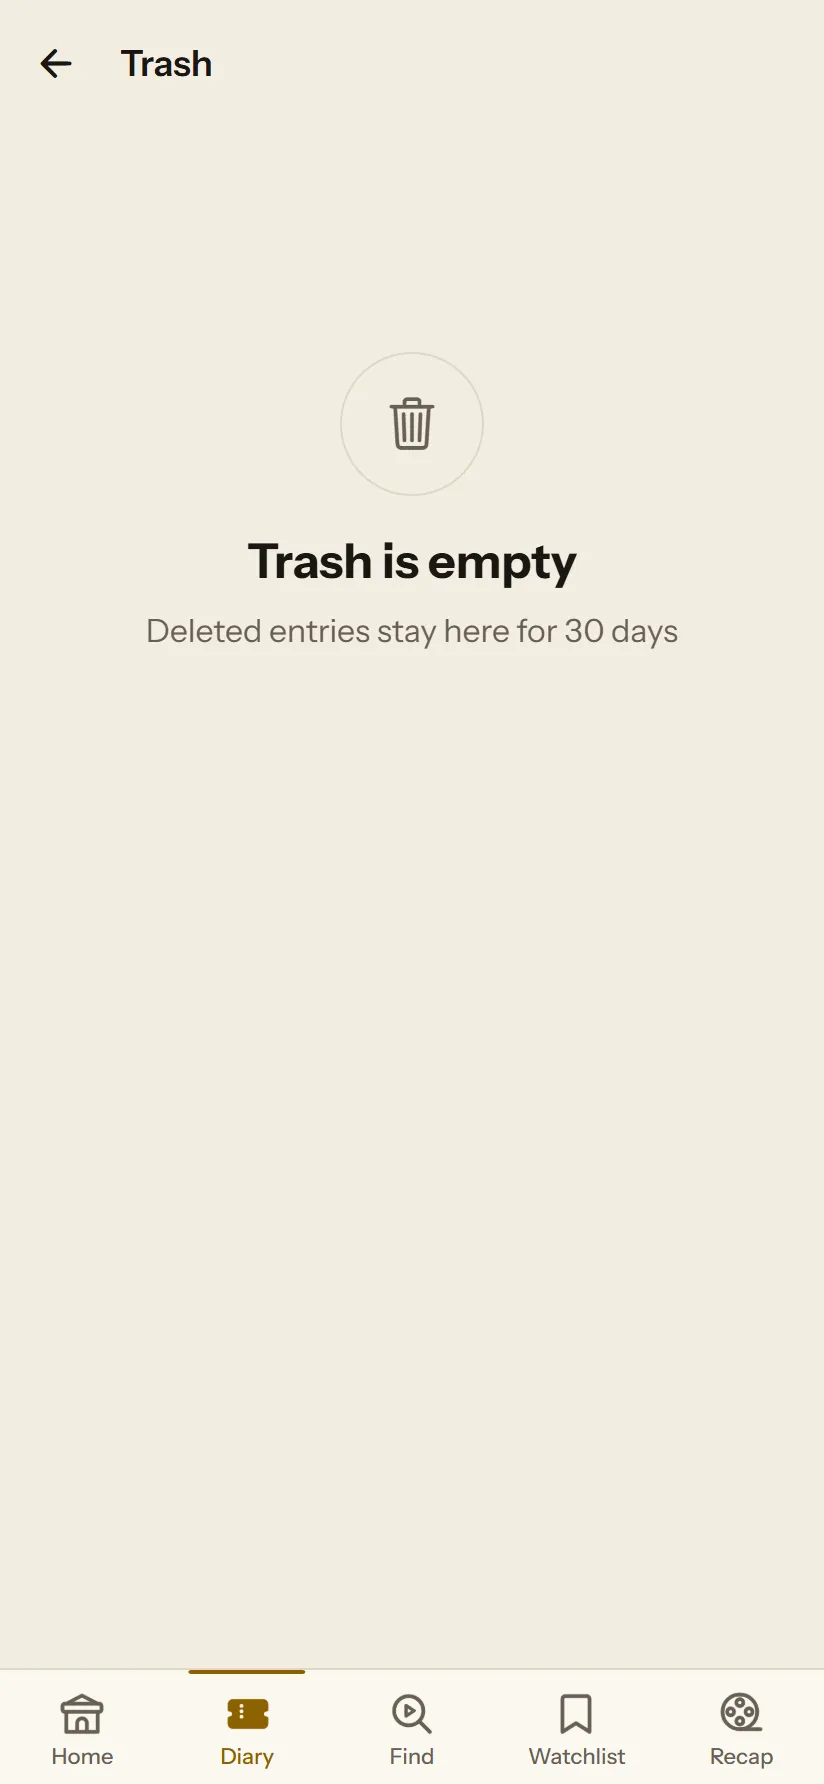 Trash
Trash is empty
Deleted entries stay here for 30 days
Home
Diary
Find
Watchlist
Recap